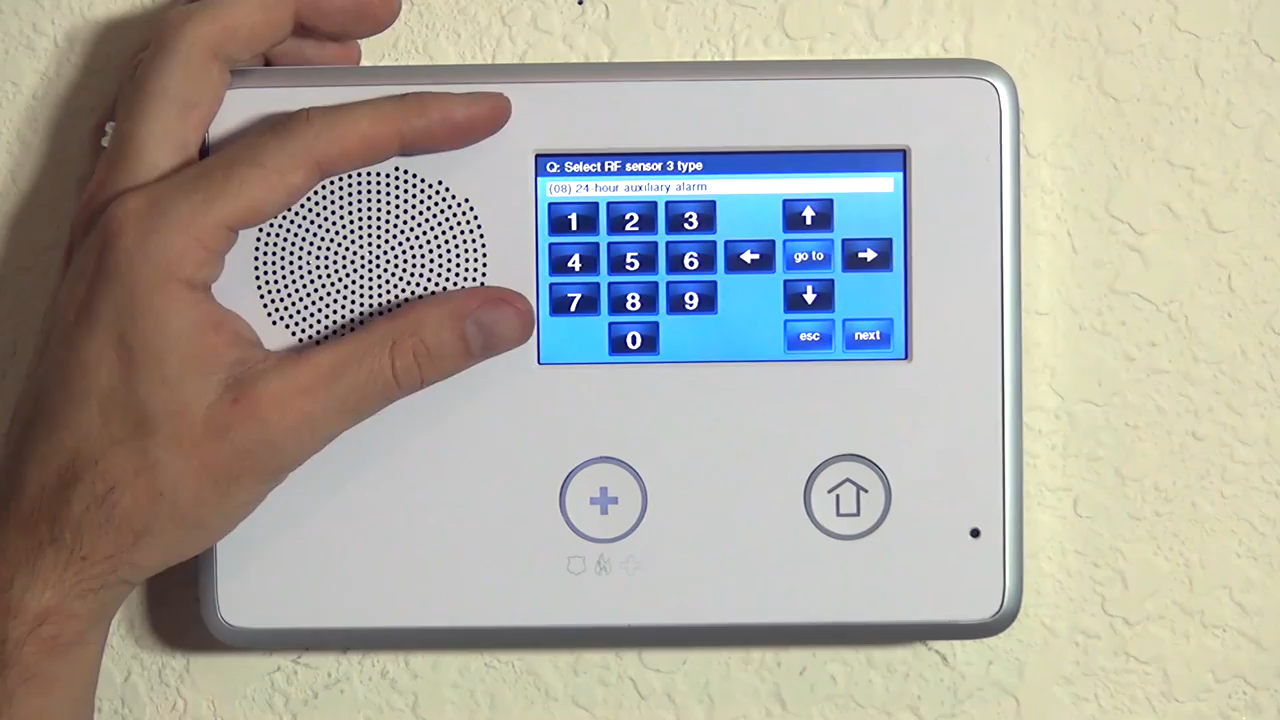 Q: Select RF sensor 3 type
(08) 24 hour auxiliary alarm
1 2 3
4 5 6 go to
7 8 9
0 esc next